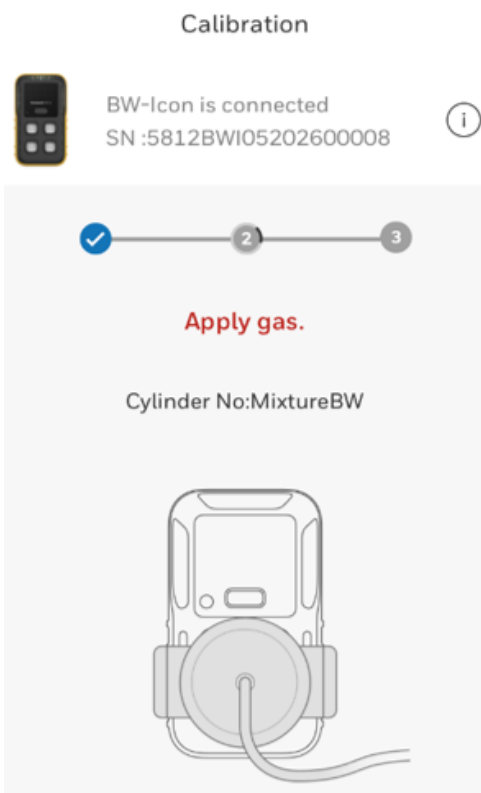 Calibration
BW-Icon is connected
SN :5812BWI05202600008
i
2
3
Apply gas.
Cylinder No:MixtureBW